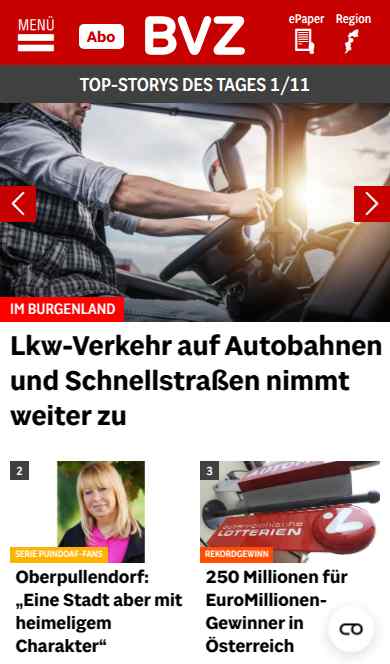 MENÜ
Abo
BVZ
ePaper
Region
TOP-STORYS DES TAGES 1/11
IM BURGENLAND
Lkw-Verkehr auf Autobahnen
und Schnellstraßen nimmt
weiter zu
2
SERIE PUINDOAF-FANS
Oberpullendorf:
„Eine Stadt aber mit
heimeligem
Charakter“
3
LOTTERIEN
REKORDGEWINN
250 Millionen für
EuroMillionen-
Gewinner in
Österreich